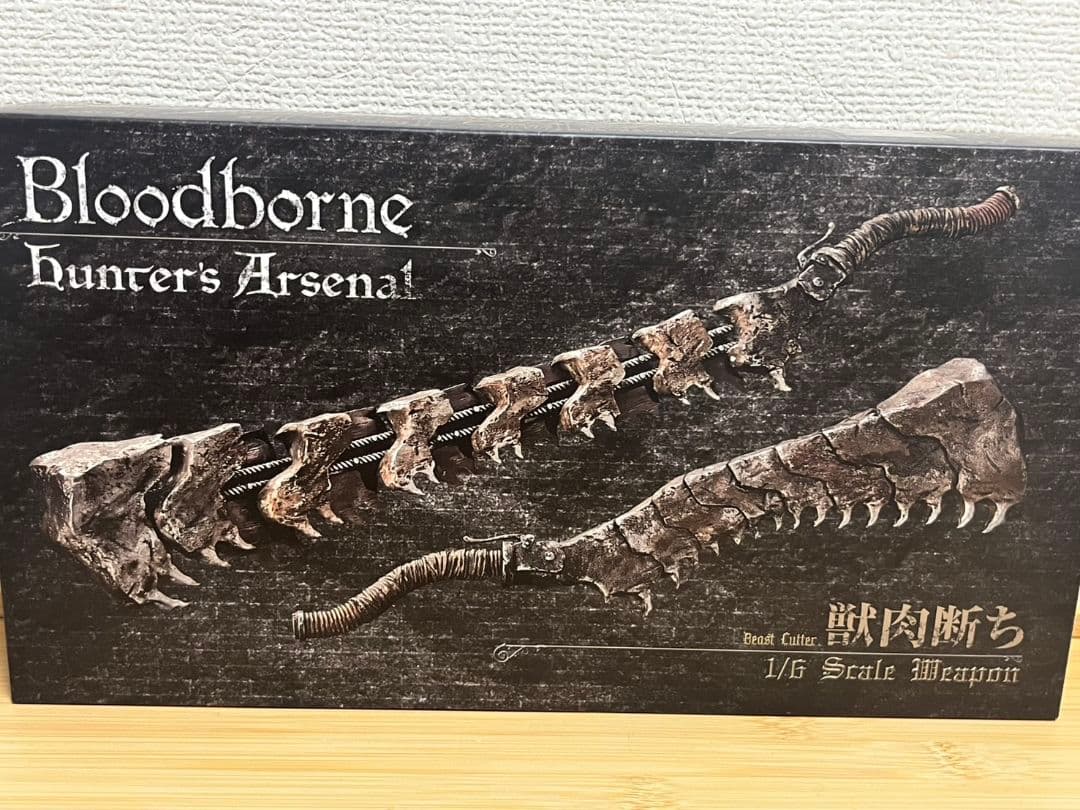 Bloodborne
Hunter's Arsenal
Beast Cutter 獣肉断ち
1/6 Scale Weapon